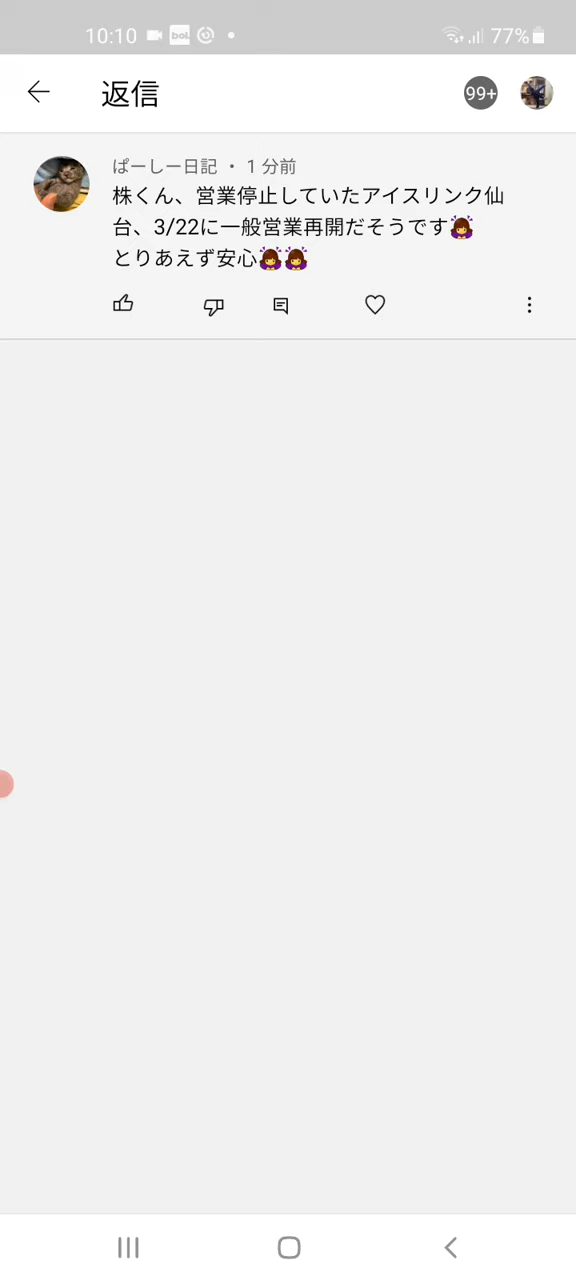 10:10 bou 77%
返信 99+
ぱーしー日記 ・ 1 分前
株くん、営業停止していたアイスリンク仙
台、3/22に一般営業再開だそうです🙇‍♀️
とりあえず安心🙇‍♀️🙇‍♀️